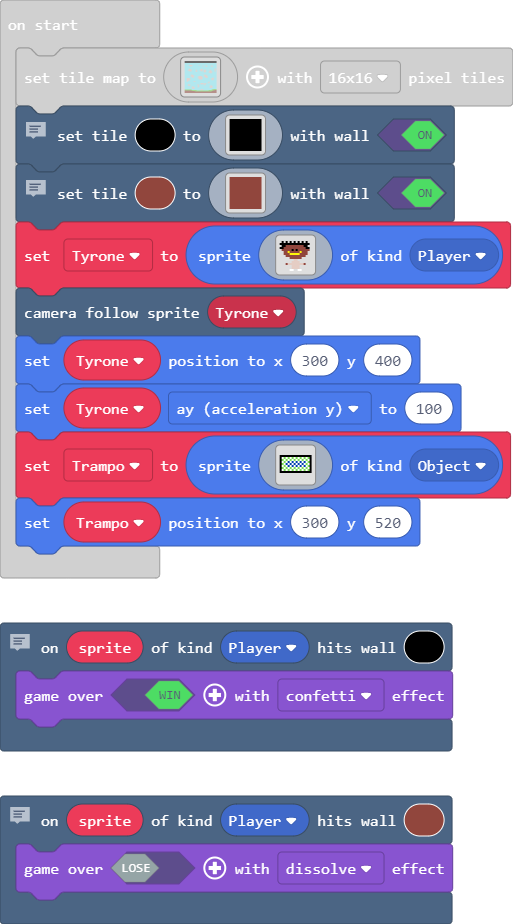 on start
set tile map to with 16x16 pixel tiles
set tile to with wall ON
set tile to with wall ON
set Tyrone to sprite of kind Player
camera follow sprite Tyrone
set Tyrone position to x 300 y 400
set Tyrone ay (acceleration y) to 100
set Trampo to sprite of kind Object
set Trampo position to x 300 y 520
on sprite of kind Player hits wall
game over WIN with confetti effect
on sprite of kind Player hits wall
game over LOSE with dissolve effect